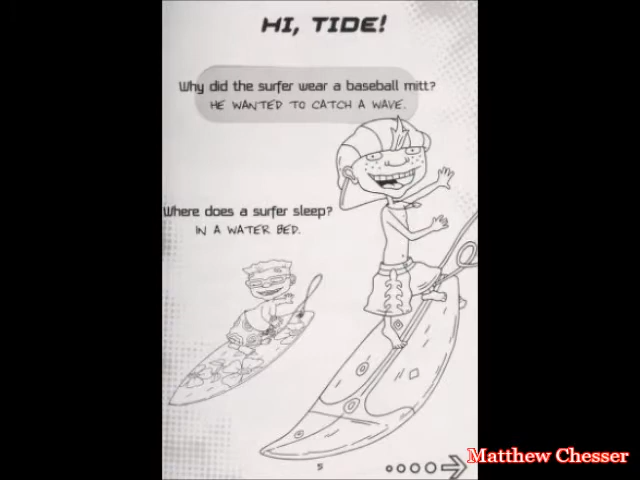 HI, TIDE!
Why did the surfer wear a baseball mitt?
HE WANTED TO CATCH A WAVE.
Where does a surfer sleep?
IN A WATER BED.
5
Matthew Chesser